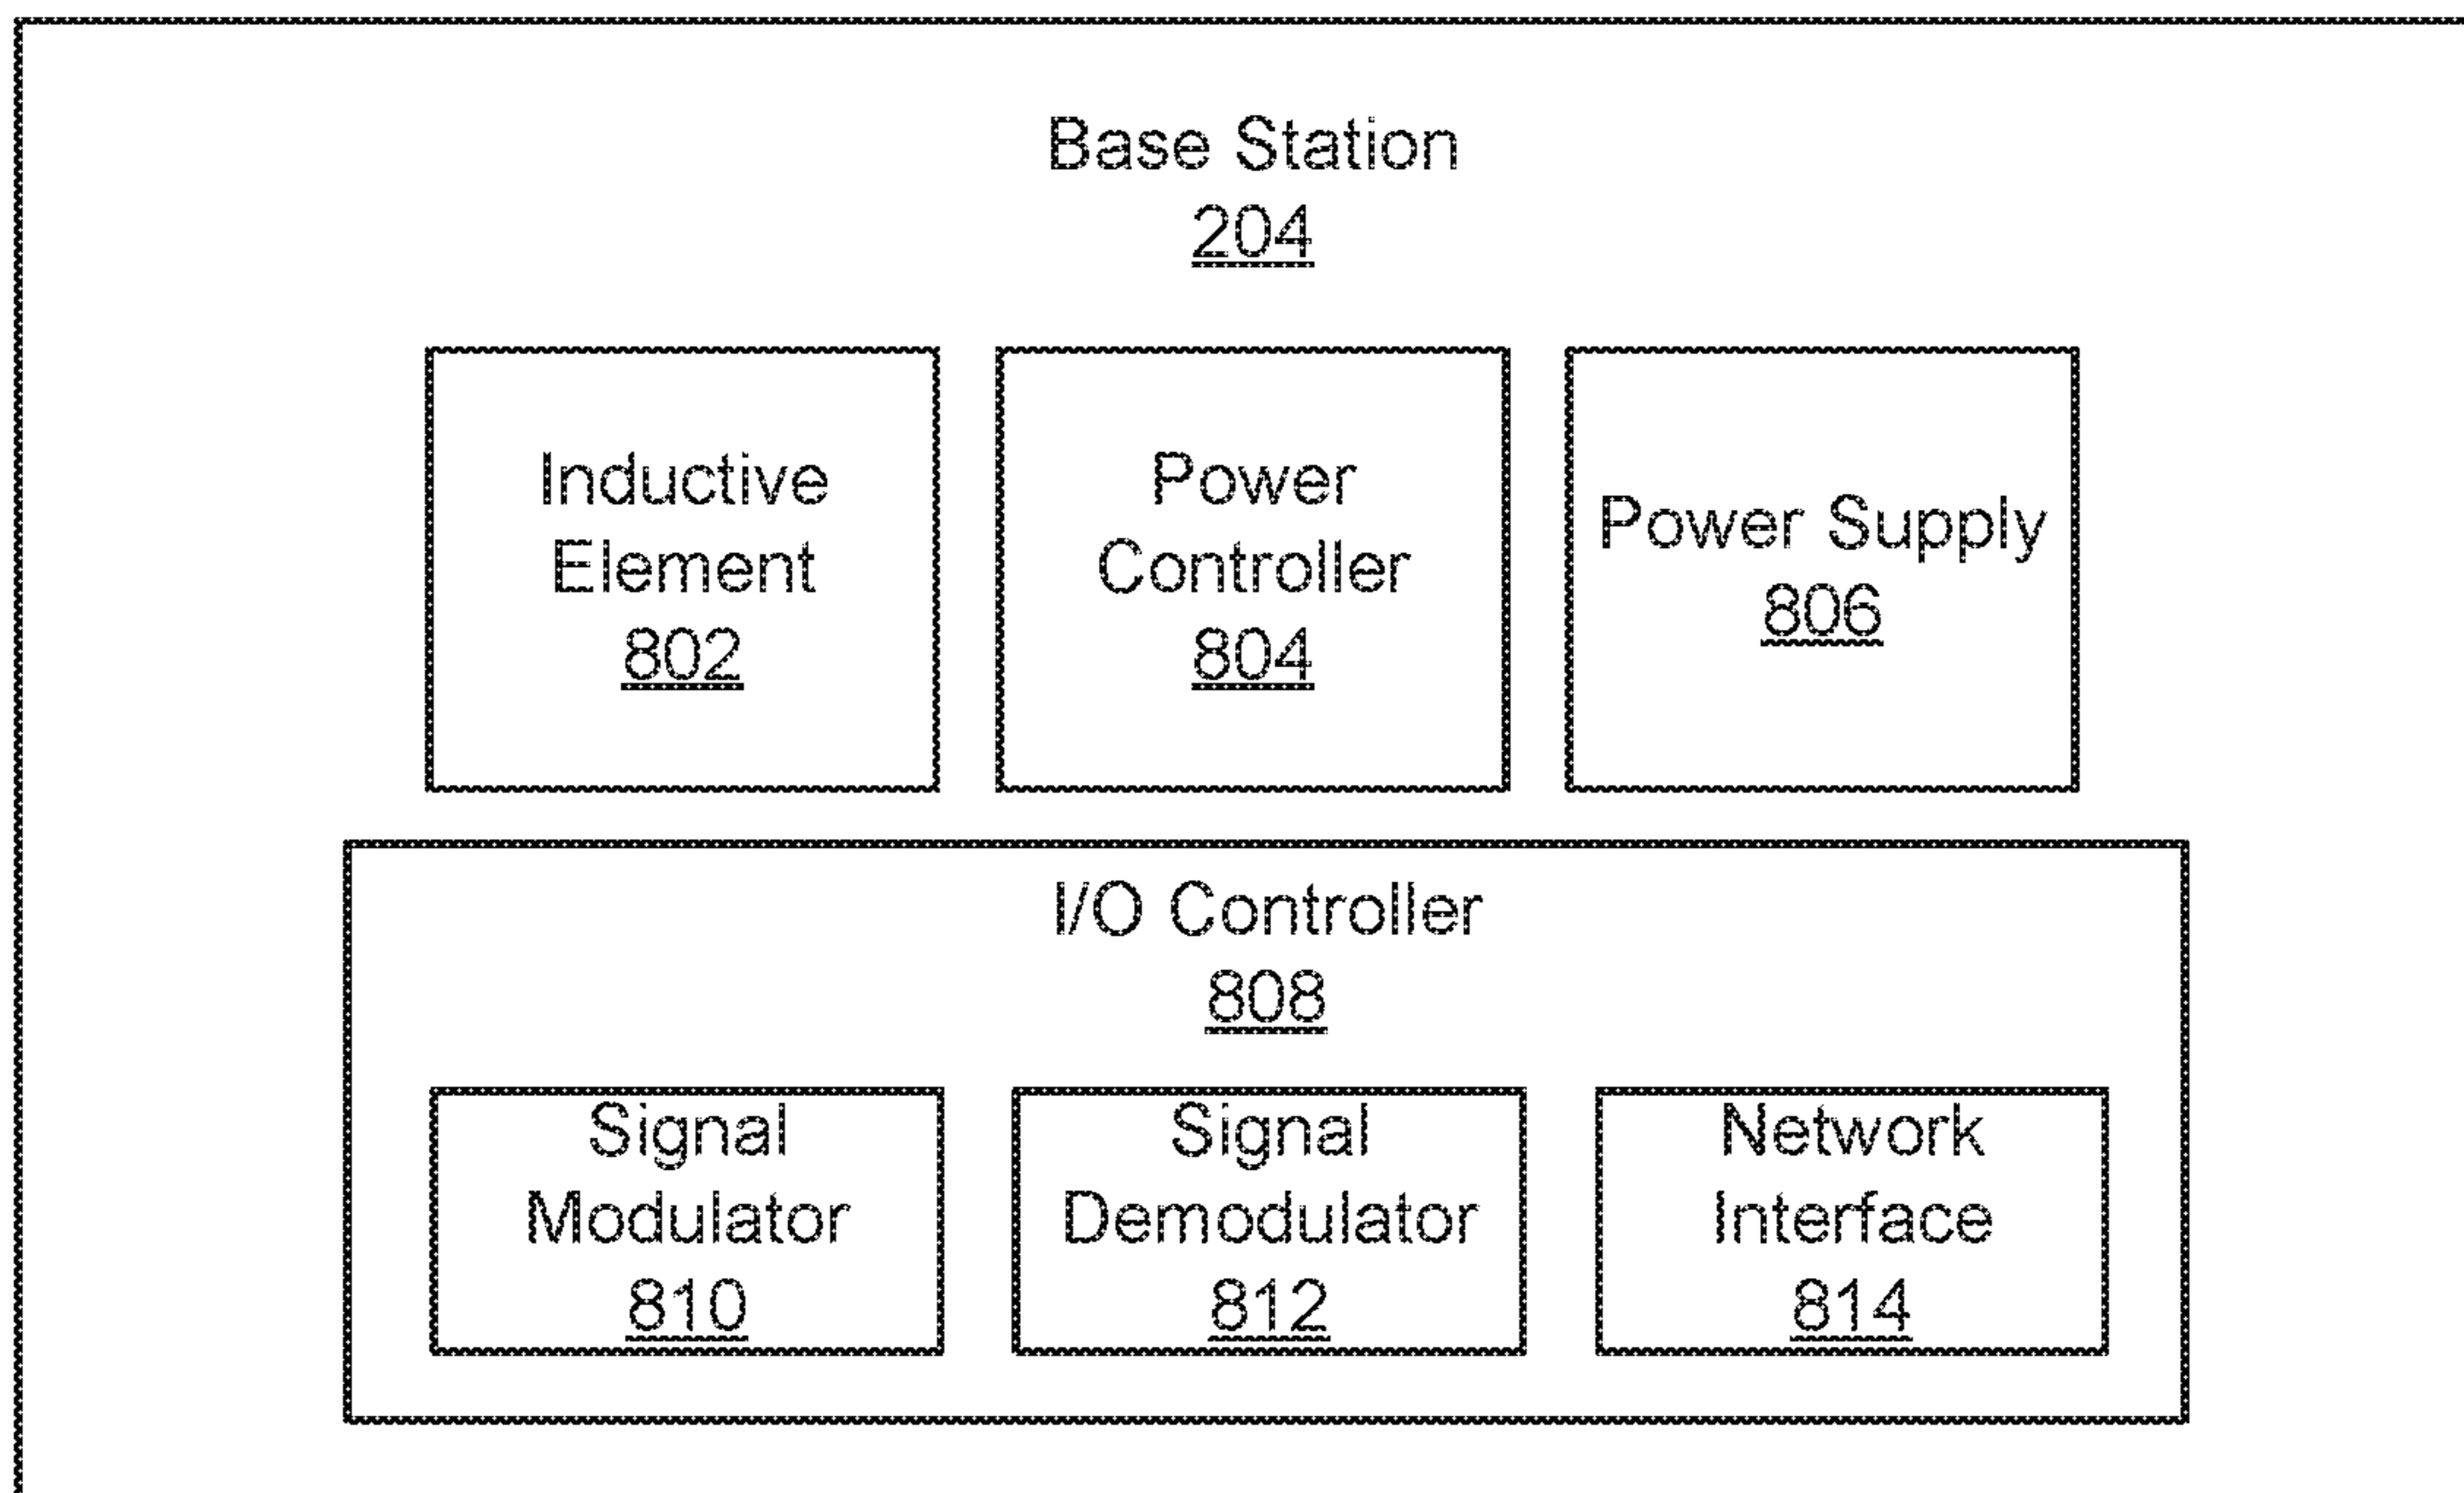 Base Station
204
Inductive
Element
802
Power
Controller
804
Power Supply
806
I/O Controller
808
Signal
Modulator
810
Signal
Demodulator
812
Network
Interface
814